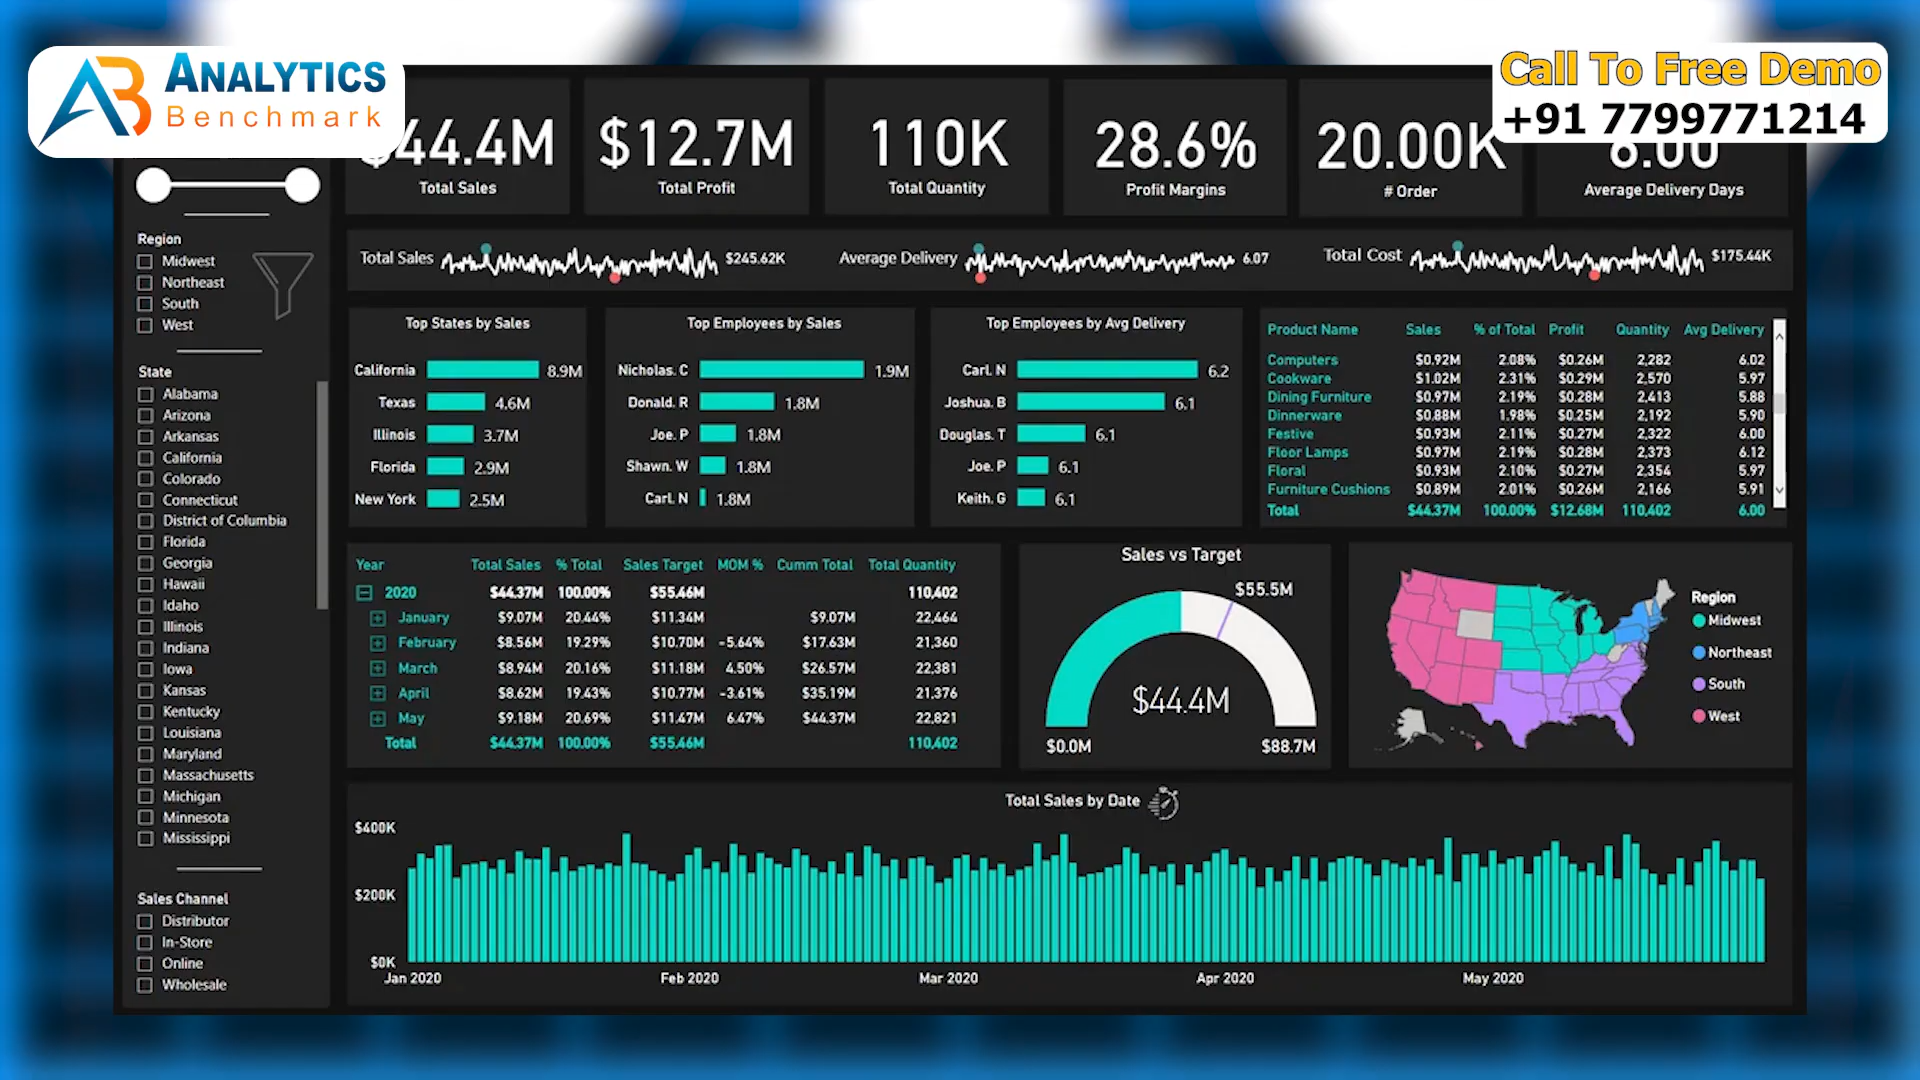 ANALYTICS
Benchmark
Call To Free Demo
+91 7799771214
$44.4M
Total Sales
$12.7M
Total Profit
110K
Total Quantity
28.6%
Profit Margins
20.00K
# Order
6.00
Average Delivery Days
Region
Midwest
Northeast
South
West
State
Alabama
Arizona
Arkansas
California
Colorado
Connecticut
District of Columbia
Florida
Georgia
Hawaii
Idaho
Illinois
Indiana
Iowa
Kansas
Kentucky
Louisiana
Maryland
Massachusetts
Michigan
Minnesota
Mississippi
Sales Channel
Distributor
In-Store
Online
Wholesale
Total Sales $245.62K
Average Delivery 6.07
Total Cost $175.44K
Top States by Sales
California 8.9M
Texas 4.6M
Illinois 3.7M
Florida 2.9M
New York 2.5M
Top Employees by Sales
Nicholas. C 1.9M
Donald. R 1.8M
Joe. P 1.8M
Shawn. W 1.8M
Carl. N 1.8M
Top Employees by Avg Delivery
Carl. N 6.2
Joshua. B 6.1
Douglas. T 6.1
Joe. P 6.1
Keith. G 6.1
Product Name Sales % of Total Profit Quantity Avg Delivery
Computers $0.92M 2.08% $0.26M 2,282 6.02
Cookware $1.02M 2.31% $0.29M 2,570 5.97
Dining Furniture $0.97M 2.19% $0.28M 2,413 5.88
Dinnerware $0.88M 1.98% $0.25M 2,192 5.90
Festive $0.93M 2.11% $0.27M 2,322 6.00
Floor Lamps $0.97M 2.19% $0.28M 2,373 6.12
Floral $0.93M 2.10% $0.27M 2,354 5.97
Furniture Cushions $0.89M 2.01% $0.26M 2,166 5.91
Total $44.37M 100.00% $12.68M 110,402 6.00
Year Total Sales % Total Sales Target MOM % Cumm Total Total Quantity
2020 $44.37M 100.00% $55.46M 110,402
January $9.07M 20.44% $11.34M $9.07M 22,464
February $8.56M 19.29% $10.70M -5.64% $17.63M 21,360
March $8.94M 20.16% $11.18M 4.50% $26.57M 22,381
April $8.62M 19.43% $10.77M -3.61% $35.19M 21,376
May $9.18M 20.69% $11.47M 6.47% $44.37M 22,821
Total $44.37M 100.00% $55.46M 110,402
Sales vs Target
$55.5M
$44.4M
$0.0M $88.7M
Region
Midwest
Northeast
South
West
Total Sales by Date
$400K
$200K
$0K
Jan 2020 Feb 2020 Mar 2020 Apr 2020 May 2020